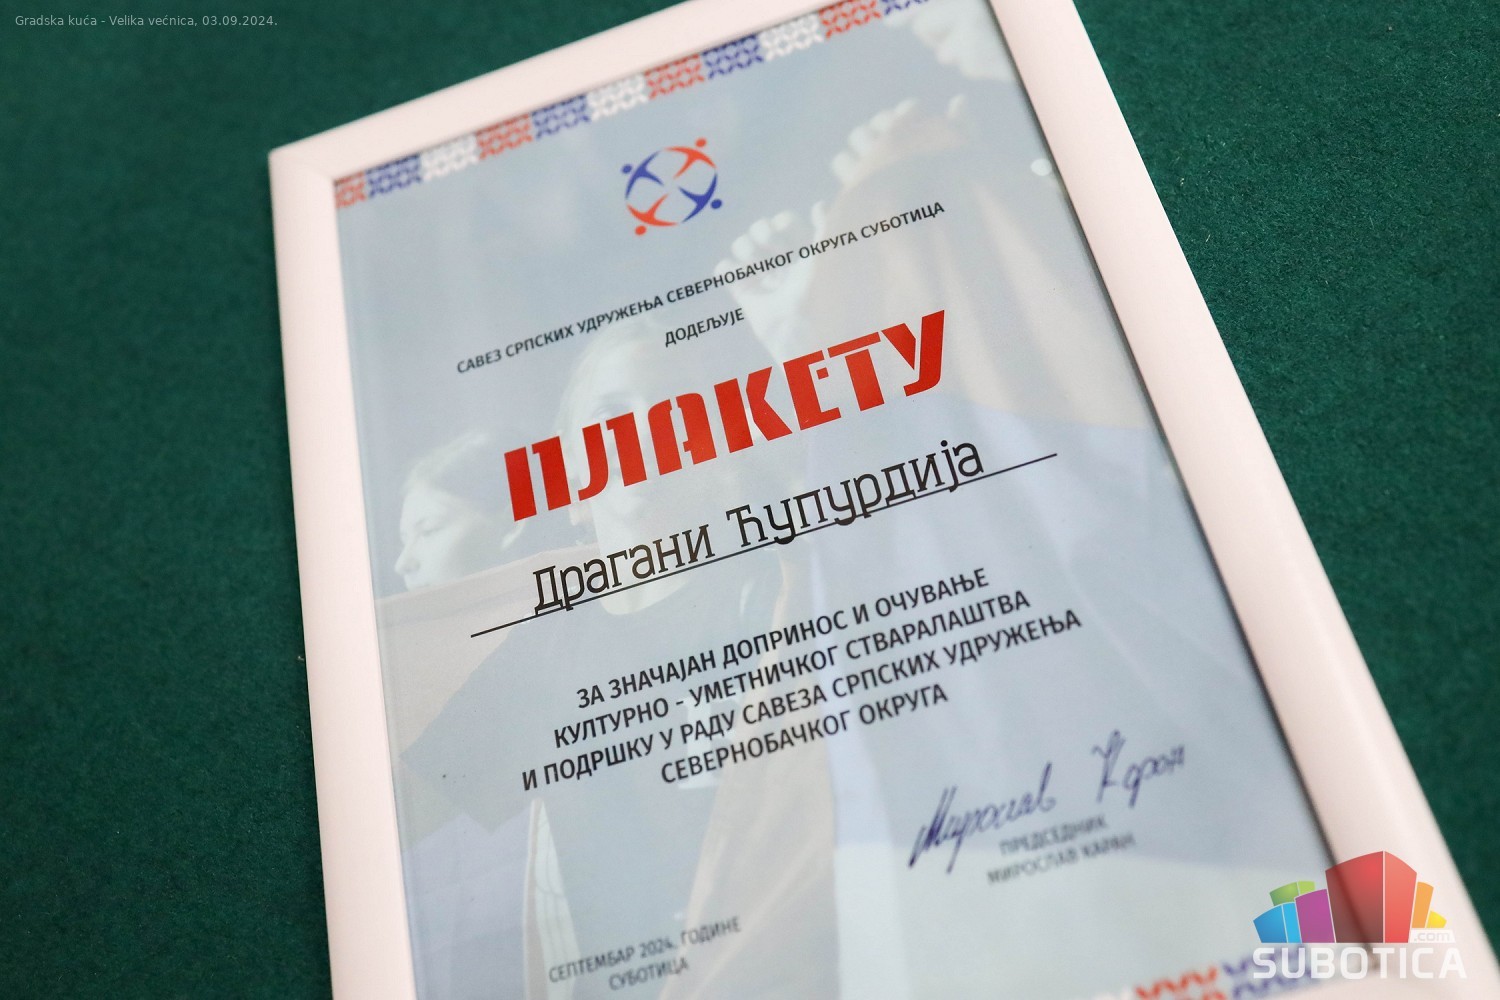 Gradska kuća - Velika većnica, 03.09.2024.
САВЕЗ СРПСКИХ УДРУЖЕЊА СЕВЕРНОБАЧКОГ ОКРУГА СУБОТИЦА
ДОДЕЉУЈЕ
ПЛАКЕТУ
Драгани Ћупурдија
ЗА ЗНАЧАЈАН ДОПРИНОС И ОЧУВАЊЕ
КУЛТУРНО - УМЕТНИЧКОГ СТВАРАЛАШТВА
И ПОДРШКУ У РАДУ САВЕЗА СРПСКИХ УДРУЖЕЊА
СЕВЕРНОБАЧКОГ ОКРУГА
Мирослав Каран
ПРЕДСЕДНИК
МИРОСЛАВ КАРАН
СЕПТЕМБАР 2024. ГОДИНЕ
СУБОТИЦА
.com
SUBOTICA